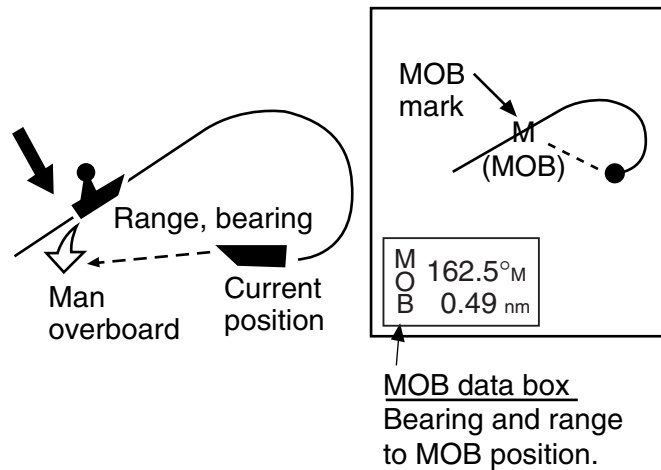 Range, bearing
Man
overboard
Current
position
MOB
mark
M
(MOB)
M
O
B
162.5°M
0.49 nm
MOB data box
Bearing and range
to MOB position.